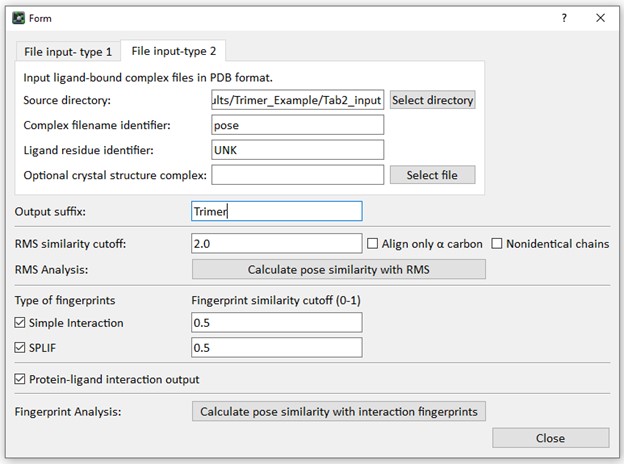 Form
File input- type 1 File input-type 2
Input ligand-bound complex files in PDB format.
Source directory: ults/Trimer_Example/Tab2_input Select directory
Complex filename identifier: pose
Ligand residue identifier: UNK
Optional crystal structure complex: Select file
Output suffix: Trimer
RMS similarity cutoff: 2.0 Align only α carbon Nonidentical chains
RMS Analysis: Calculate pose similarity with RMS
Type of fingerprints Fingerprint similarity cutoff (0-1)
Simple Interaction 0.5
SPLIF 0.5
Protein-ligand interaction output
Fingerprint Analysis: Calculate pose similarity with interaction fingerprints
Close